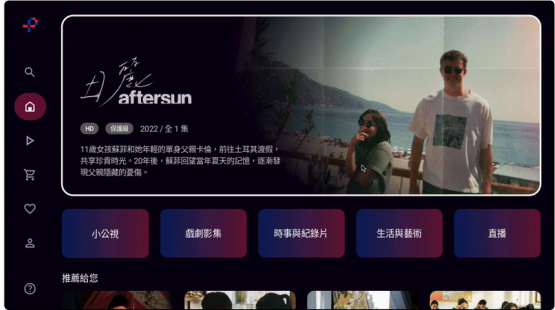 日麗
aftersun
HD 保護級 2022 / 全 1 集
11歲女孩蘇菲和她年輕的單身父親卡倫，前往土耳其渡假，
共享珍貴時光。20年後，蘇菲回望當年夏天的記憶，逐漸發
現父親隱藏的憂傷。
小公視 戲劇影集 時事與紀錄片 生活與藝術 直播
推薦給您